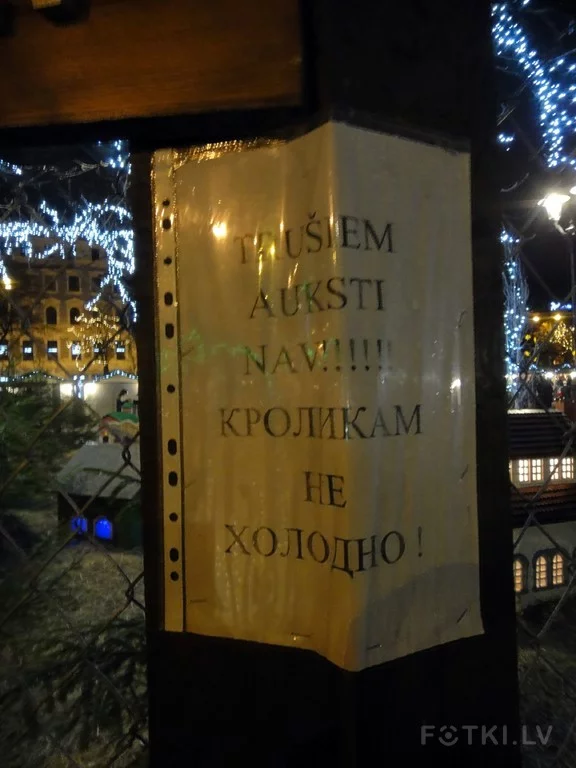 TRUŠIEM
AUKSTI
NAV!!!!!
КРОЛИКАМ
НЕ
ХОЛОДНО!
FOTKI.LV